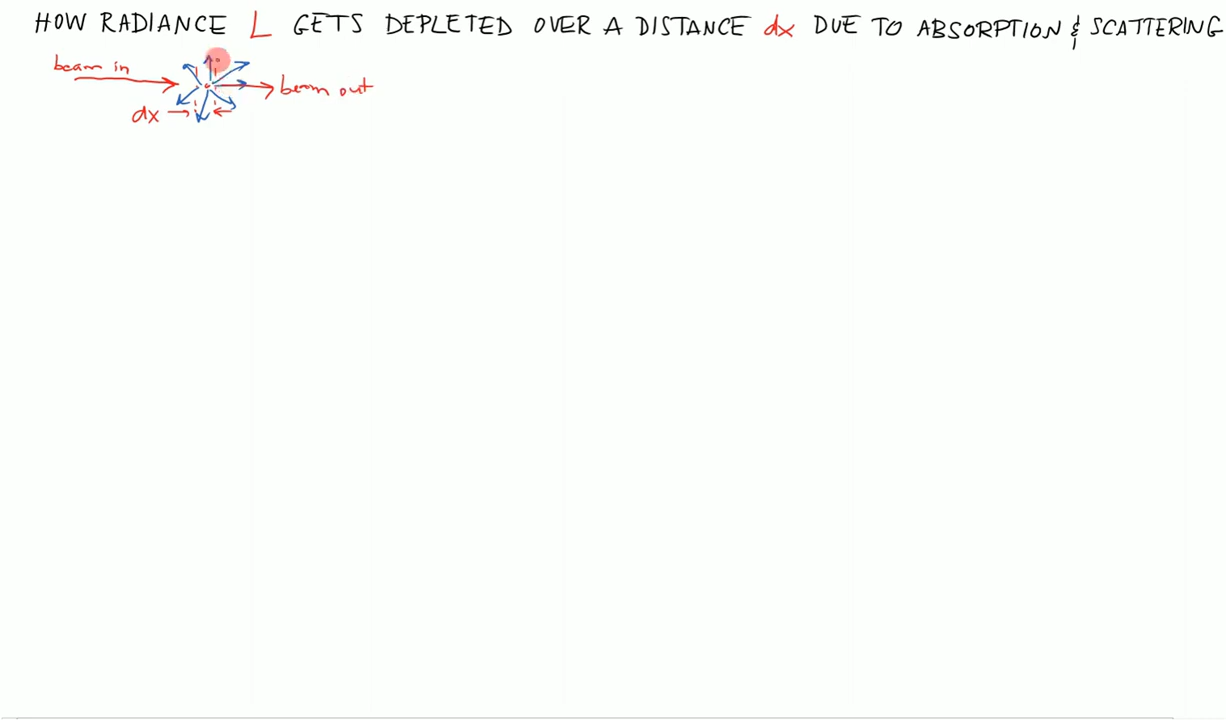 HOW RADIANCE L GETS DEPLETED OVER A DISTANCE dx DUE TO ABSORPTION & SCATTERING
beam in
beam out
dx